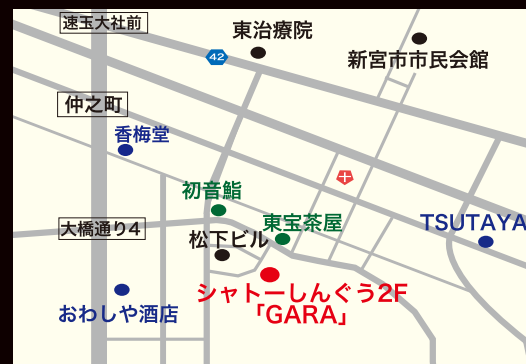 速玉大社前
東治療院
42
新宮市市民会館
仲之町
香梅堂
初音鮨
東宝茶屋
TSUTAYA
大橋通り4
松下ビル
シャトーしんぐう2F
「GARA」
おわしや酒店